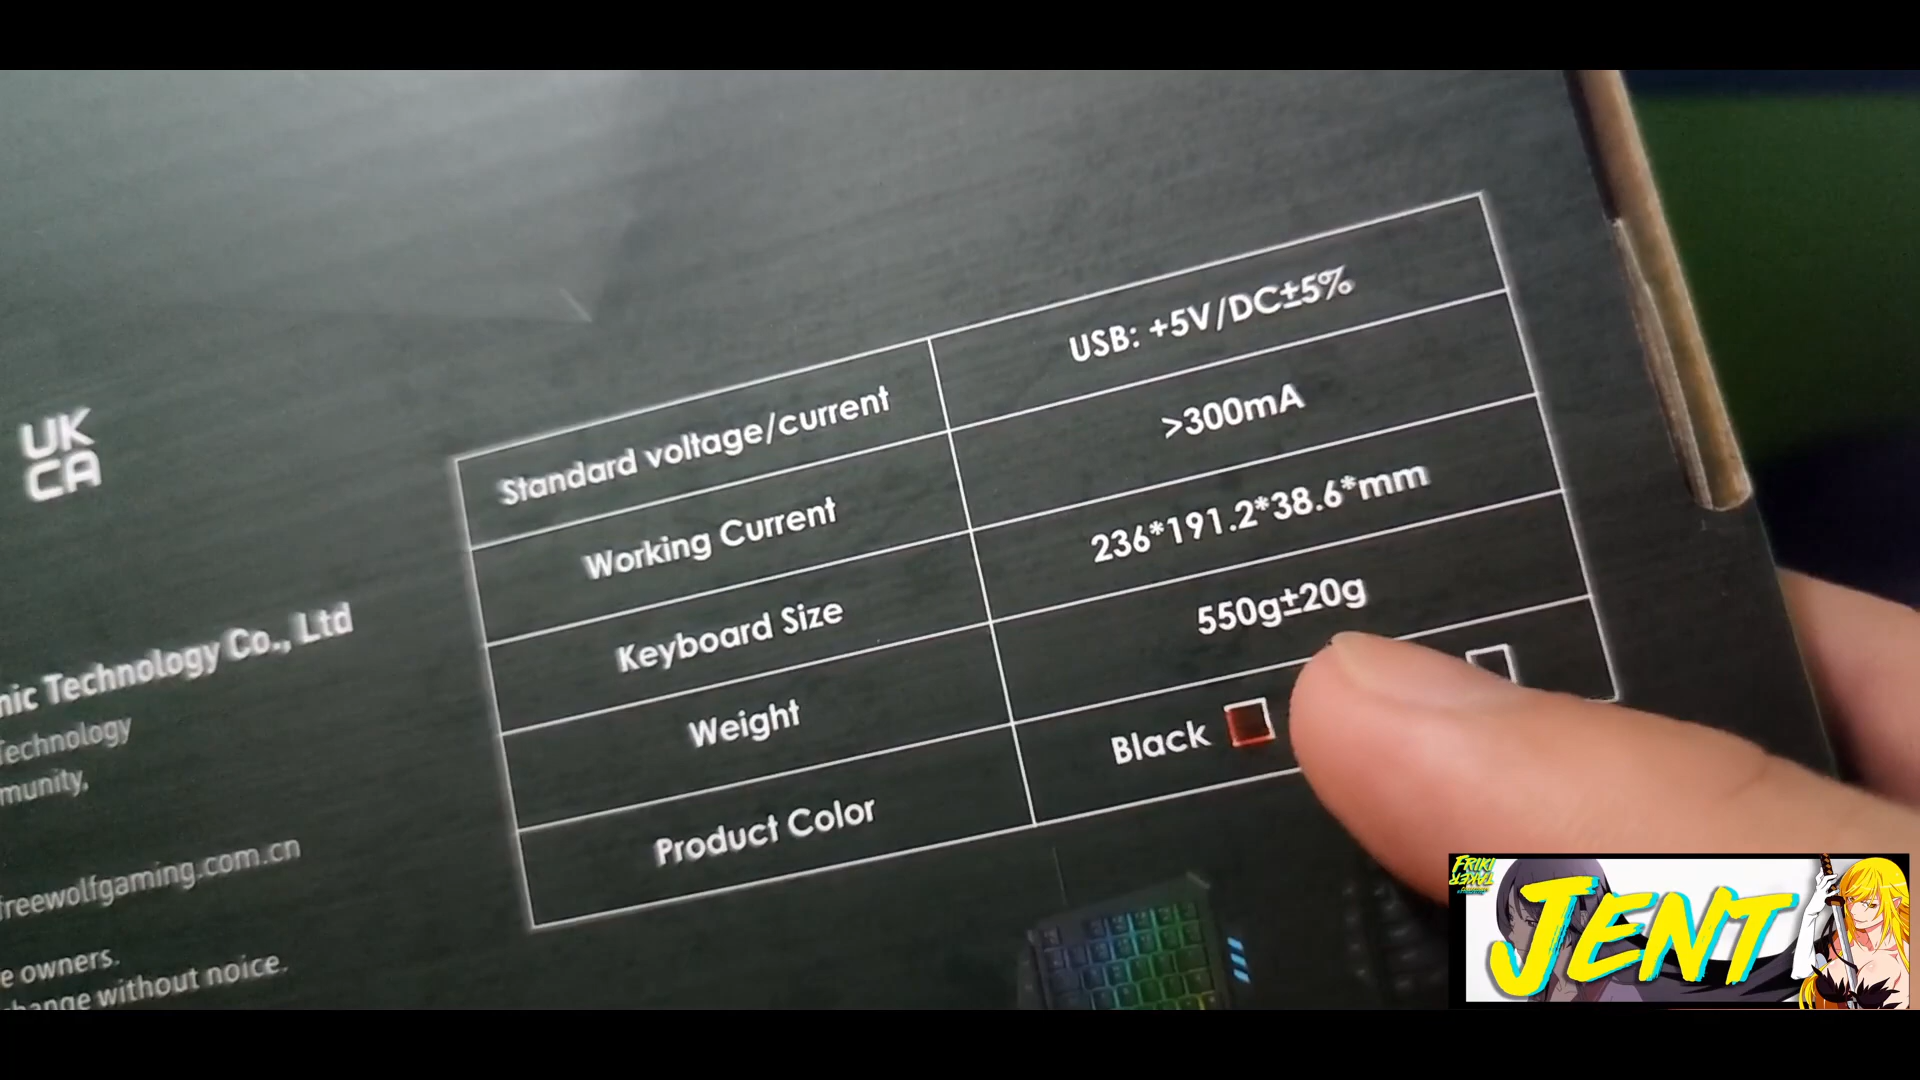 UK
CA
nic Technology Co., Ltd
Technology
munity,
freewolfgaming.com.cn
e owners.
hange without noice.
Standard voltage/current USB: +5V/DC±5%
Working Current >300mA
Keyboard Size 236*191.2*38.6*mm
Weight 550g±20g
Product Color Black
FRIKI
TAKER
JENT